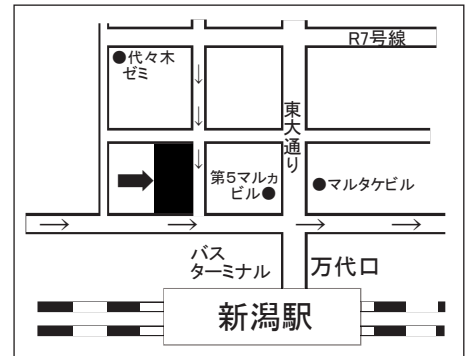 R7号線
●代々木
ゼミ
東大通り
第5マルカ
ビル●
●マルタケビル
バス
ターミナル
万代口
新潟駅